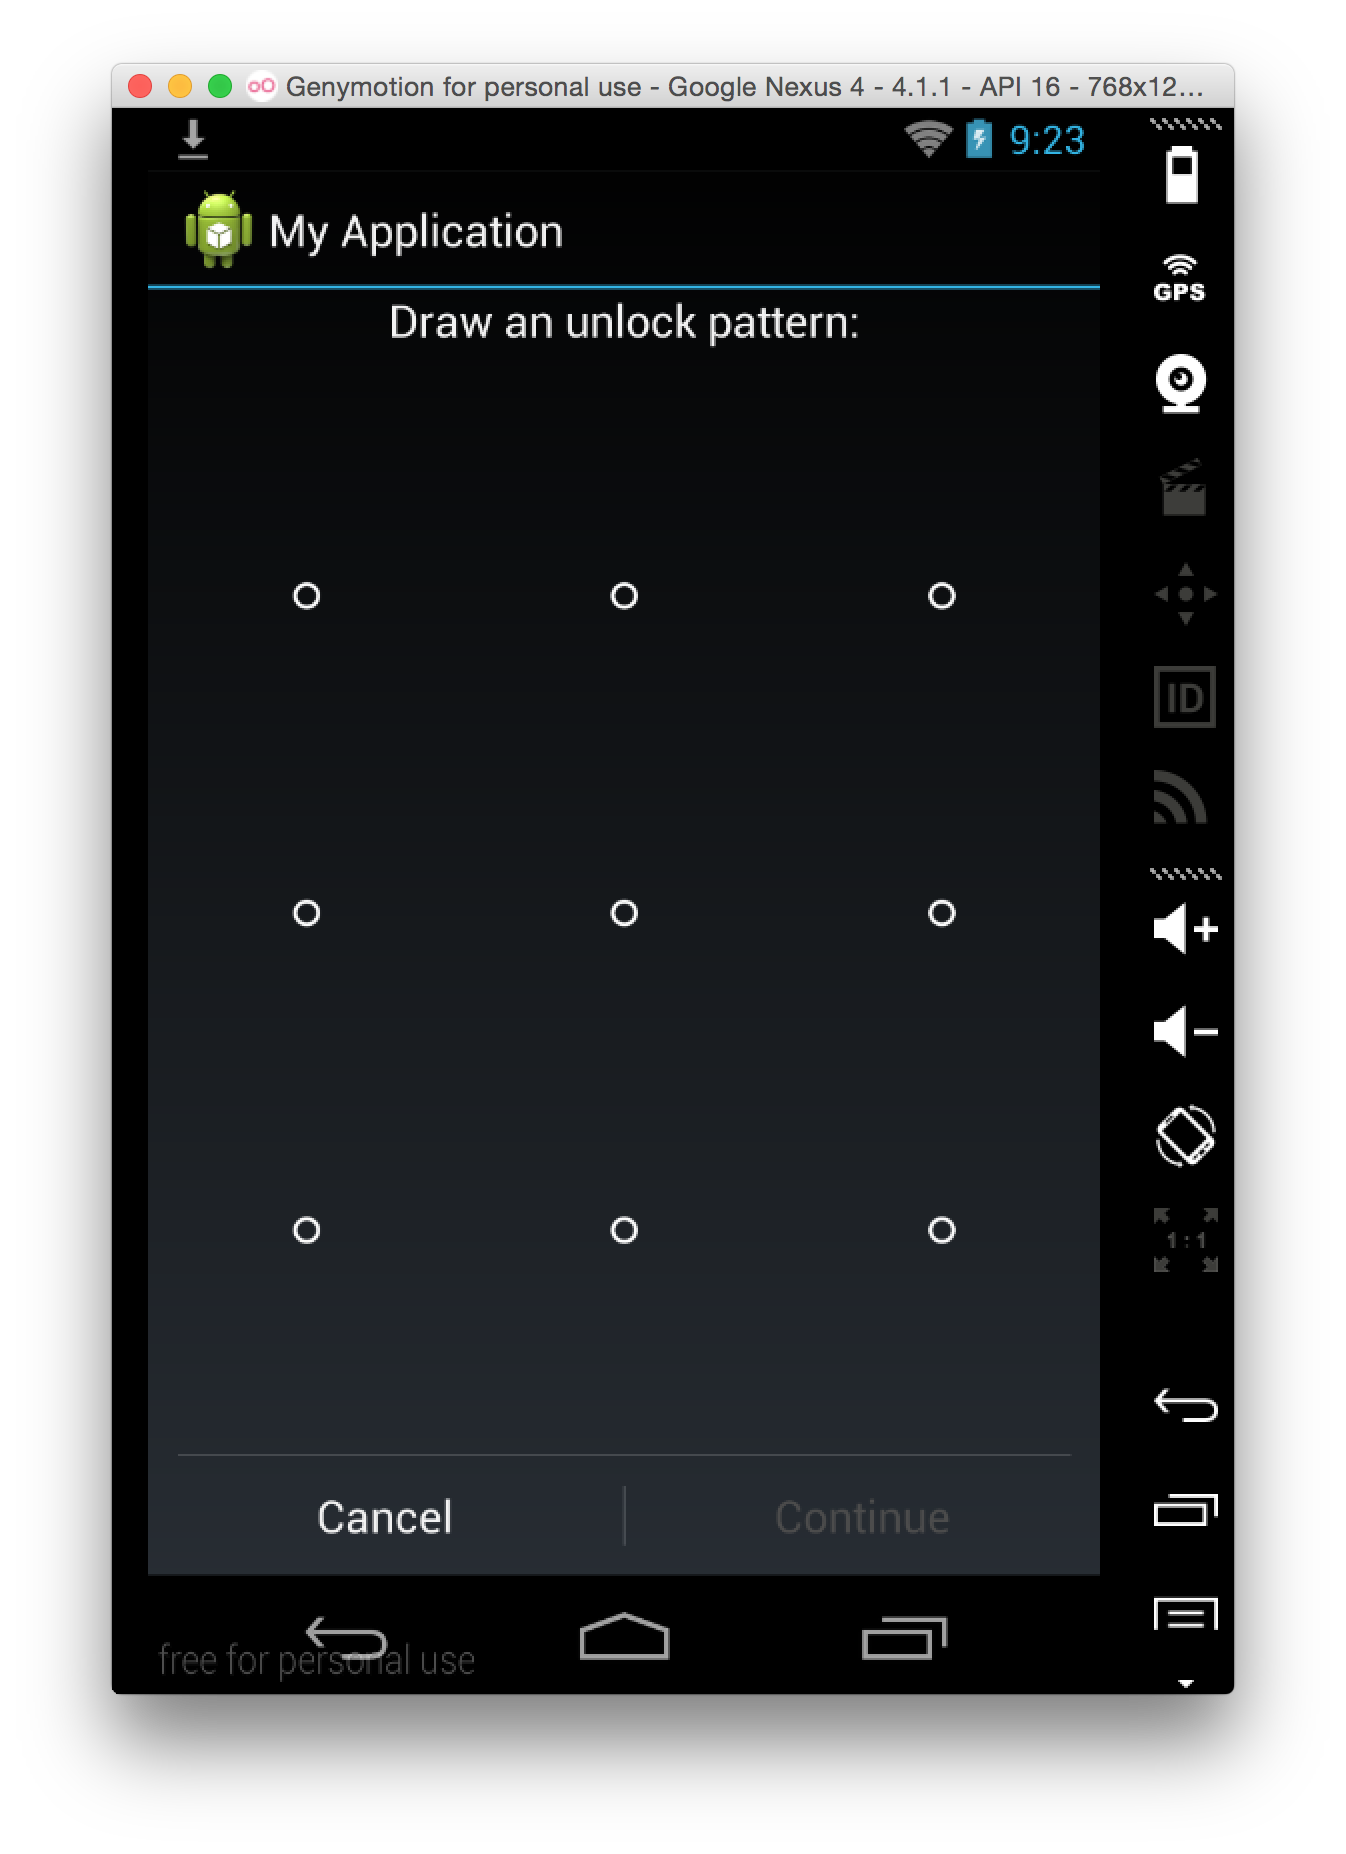 Genymotion for personal use - Google Nexus 4 - 4.1.1 - API 16 - 768x12...
9:23
My Application
GPS
Draw an unlock pattern:
ID
1:1
Cancel
Continue
free for personal use